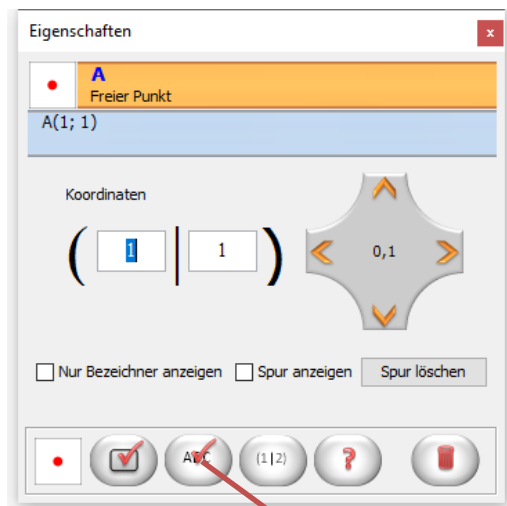 Eigenschaften
x
A
Freier Punkt
A(1; 1)
Koordinaten
( 1 | 1 )
0,1
Nur Bezeichner anzeigen Spur anzeigen Spur löschen
ABC (1|2) ?